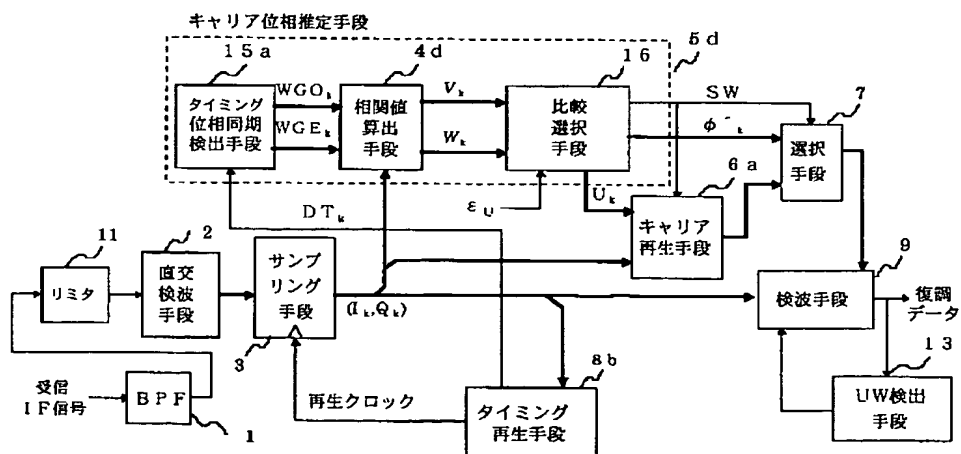 キャリア位相推定手段
15a
4d
16
5d
7
WGO_k
WGE_k
V_k
W_k
SW
φ^-_k
タイミング
位相同期
検出手段
相関値
算出
手段
比較
選択
手段
選択
手段
DT_k
ε_U
U_k
6a
キャリア
再生手段
11
2
9
リミタ
直交
検波
手段
サンプ
リング
手段
3
(I_k,Q_k)
検波手段
復調
データ
13
8b
受信
IF信号
BPF
1
再生クロック
タイミング
再生手段
UW検出
手段